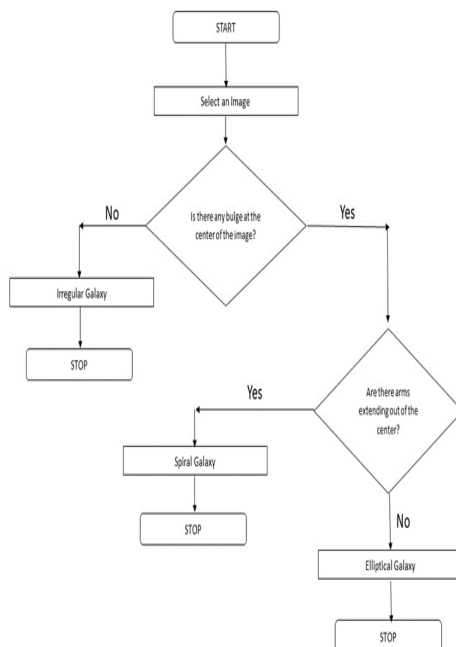 START
Select an Image
Is there any bulge at the
center of the image?
No
Yes
Irregular Galaxy
STOP
Are there arms
extending out of the
center?
Yes
Spiral Galaxy
STOP
No
Elliptical Galaxy
STOP